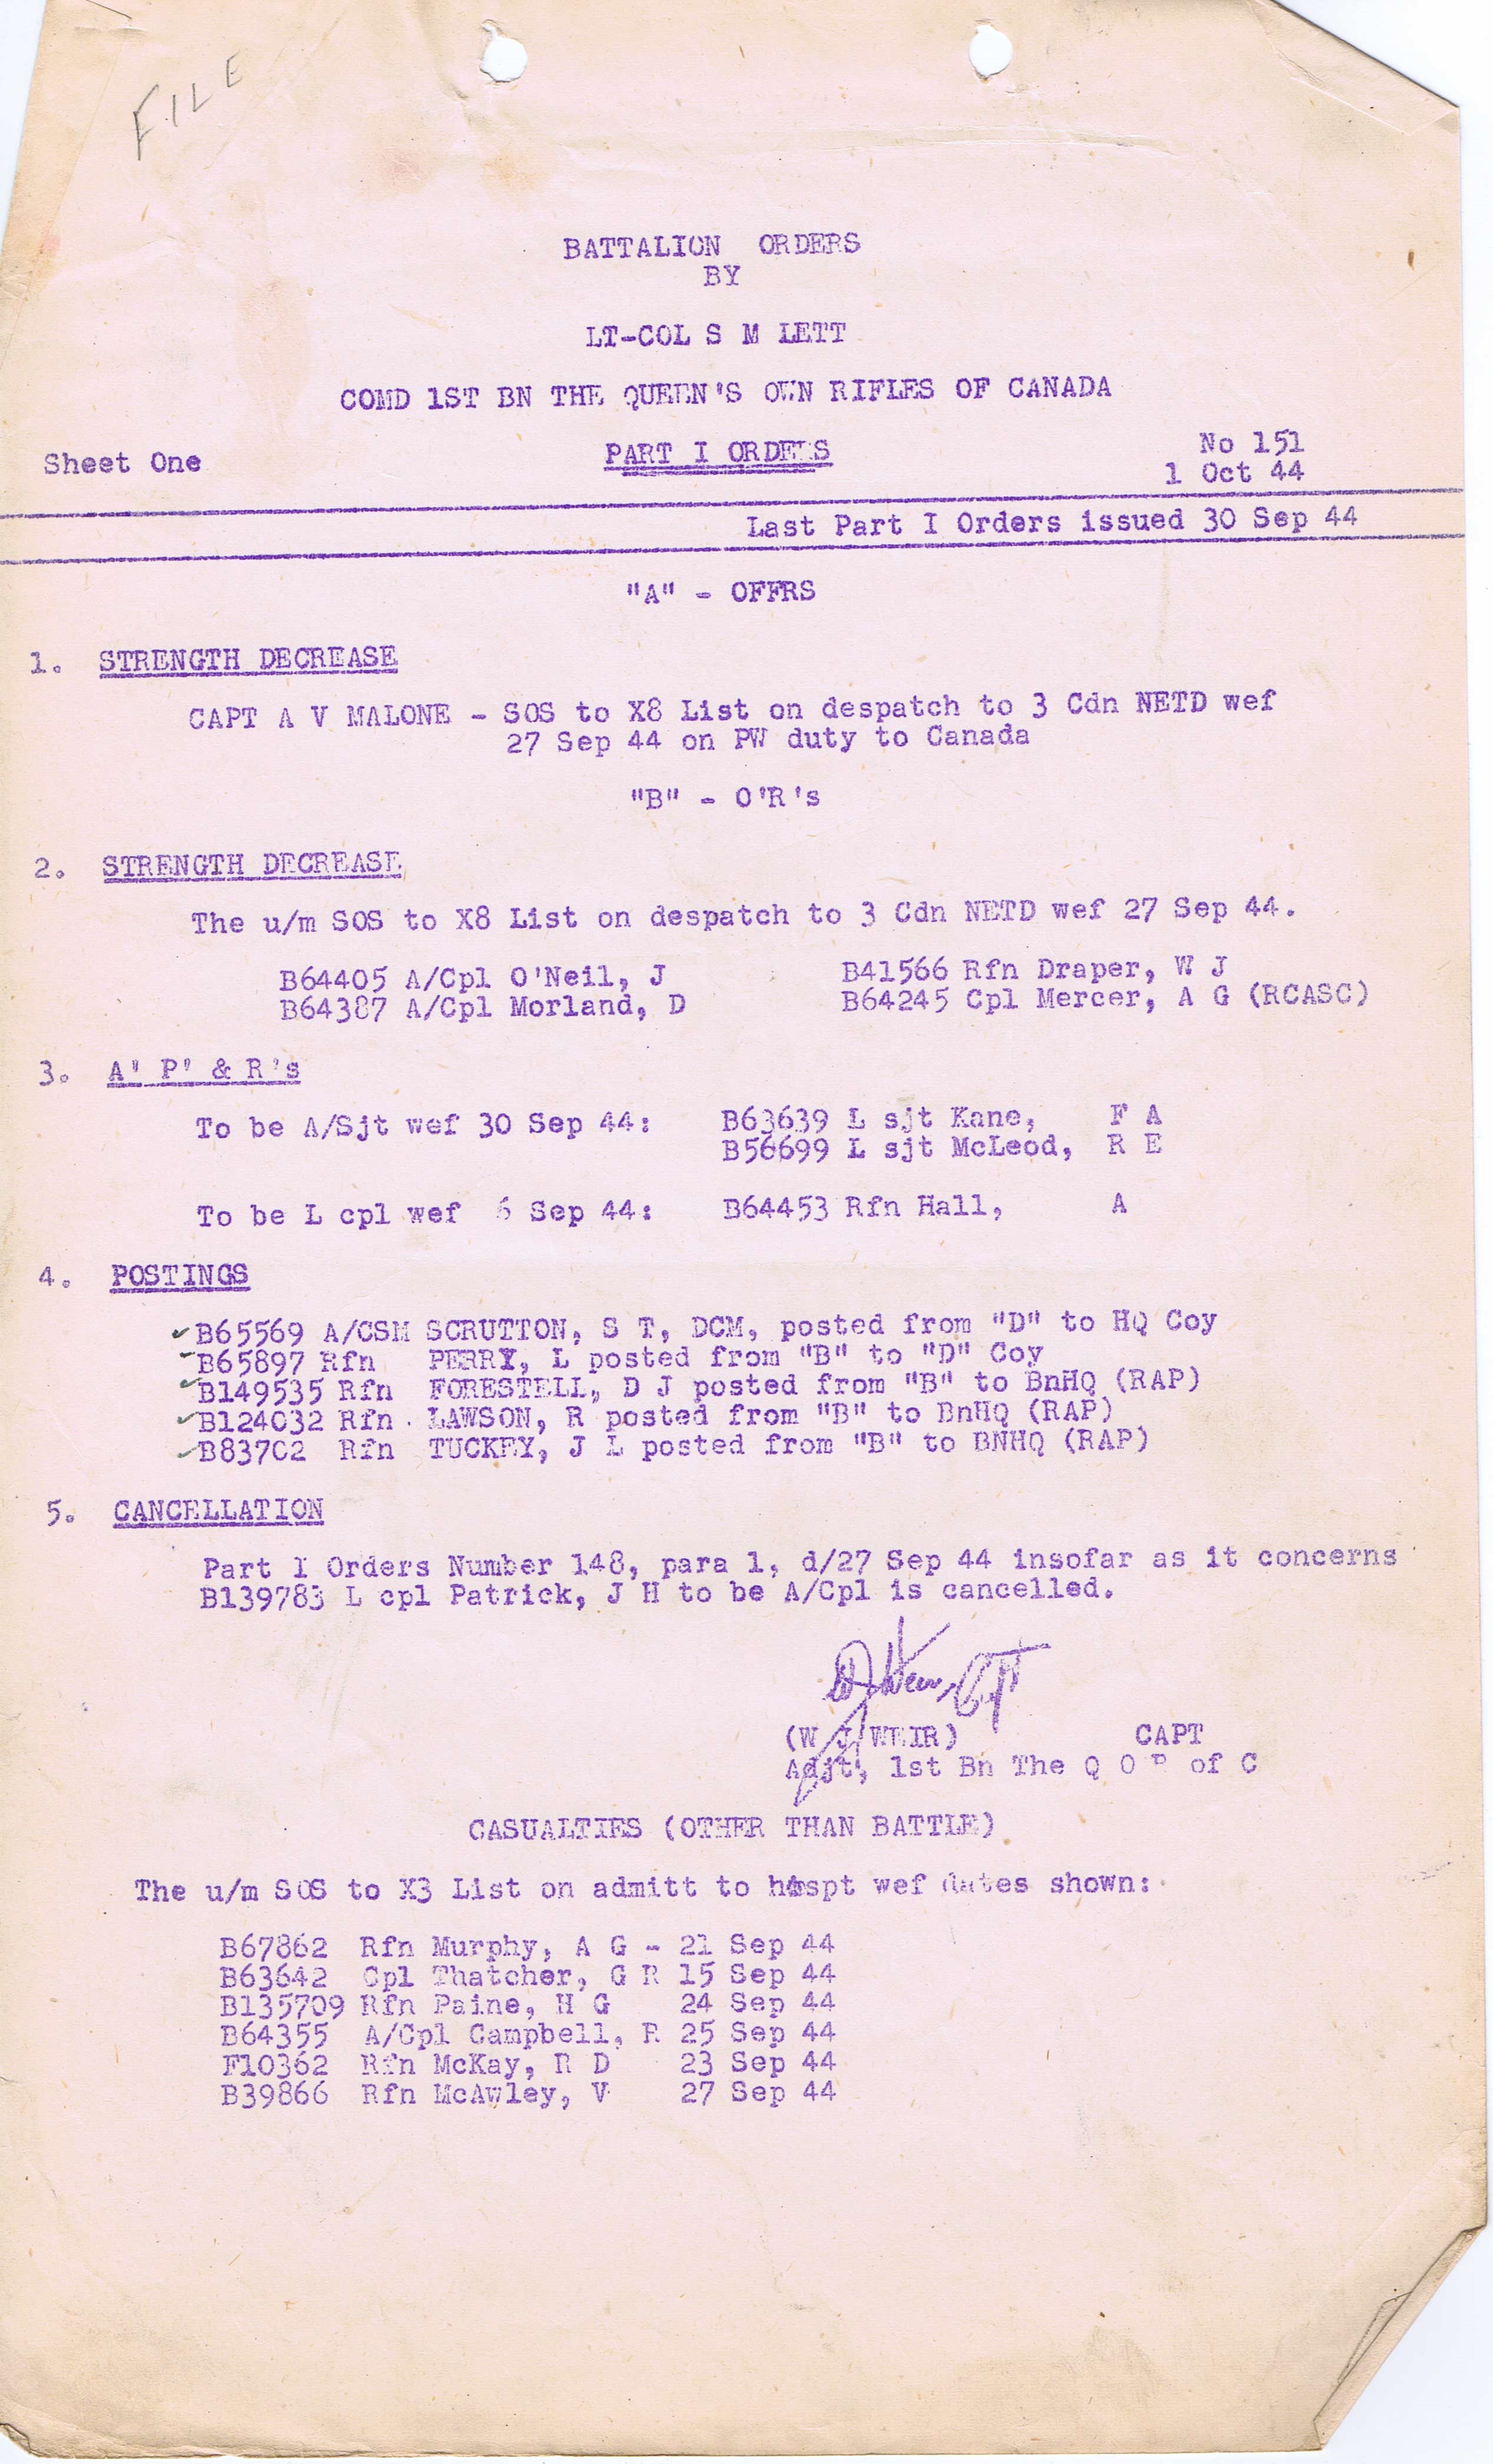 FILE
BATTALION ORDERS
BY
LT-COL S M LETT
COMD 1ST BN THE QUEEN'S OWN RIFLES OF CANADA
Sheet One PART I ORDERS No 151
1 Oct 44
Last Part I Orders issued 30 Sep 44
"A" - OFFRS
1. STRENGTH DECREASE
CAPT A V MALONE - SOS to X8 List on despatch to 3 Cdn NETD wef
27 Sep 44 on PW duty to Canada
"B" - O'R's
2. STRENGTH DECREASE
The u/m SOS to X8 List on despatch to 3 Cdn NETD wef 27 Sep 44.
B64405 A/Cpl O'Neil, J B41566 Rfn Draper, W J
B64387 A/Cpl Morland, D B64245 Cpl Mercer, A G (RCASC)
3. A' P' & R's
To be A/Sjt wef 30 Sep 44: B63639 L sjt Kane, F A
B56699 L sjt McLeod, R E
To be L cpl wef 6 Sep 44: B64453 Rfn Hall, A
4. POSTINGS
✓B65569 A/CSM SCRUTTON, S T, DCM, posted from "D" to HQ Coy
✓B65897 Rfn PERRY, L posted from "B" to "D" Coy
✓B149535 Rfn FORESTELL, D J posted from "B" to BnHQ (RAP)
✓B124032 Rfn. LAWSON, R posted from "B" to BnHQ (RAP)
✓B83702 Rfn TUCKEY, J L posted from "B" to BNHQ (RAP)
5. CANCELLATION
Part I Orders Number 148, para 1, d/27 Sep 44 insofar as it concerns
B139783 L cpl Patrick, J H to be A/Cpl is cancelled.
WJWeir, CPT
(W J WEIR) CAPT
Adjt, 1st Bn The Q O R of C
CASUALTIES (OTHER THAN BATTLE)
The u/m SOS to X3 List on admitt to hospt wef dates shown:
B67862 Rfn Murphy, A G - 21 Sep 44
B63642 Cpl Thatcher, G R 15 Sep 44
B135709 Rfn Paine, H G 24 Sep 44
B64355 A/Cpl Campbell, R 25 Sep 44
F10362 Rfn McKay, R D 23 Sep 44
B39866 Rfn McAwley, V 27 Sep 44